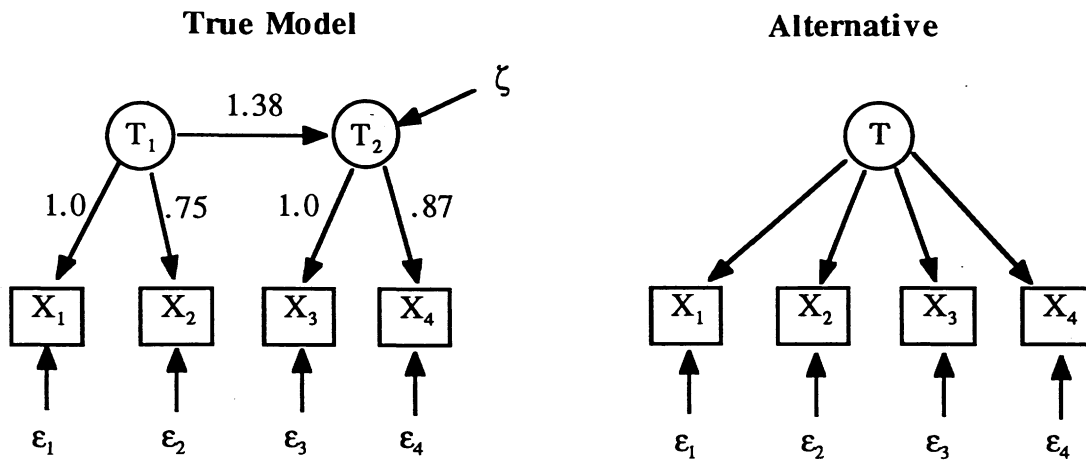 True Model
Alternative
ζ
1.38
T₁
T₂
T
1.0
.75
1.0
.87
X₁
X₂
X₃
X₄
X₁
X₂
X₃
X₄
ε₁
ε₂
ε₃
ε₄
ε₁
ε₂
ε₃
ε₄